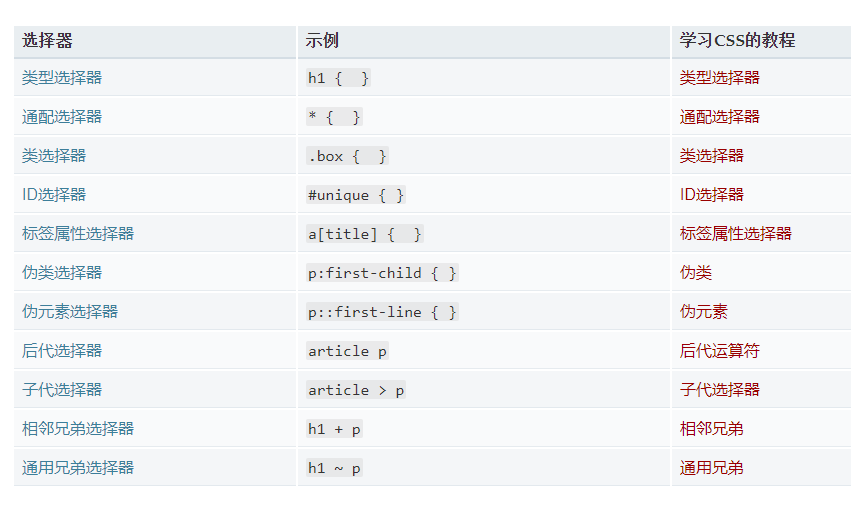 选择器 示例 学习CSS的教程
类型选择器 h1 {  } 类型选择器
通配选择器 * {  } 通配选择器
类选择器 .box {  } 类选择器
ID选择器 #unique { } ID选择器
标签属性选择器 a[title] {  } 标签属性选择器
伪类选择器 p:first-child { } 伪类
伪元素选择器 p::first-line { } 伪元素
后代选择器 article p 后代运算符
子代选择器 article > p 子代选择器
相邻兄弟选择器 h1 + p 相邻兄弟
通用兄弟选择器 h1 ~ p 通用兄弟